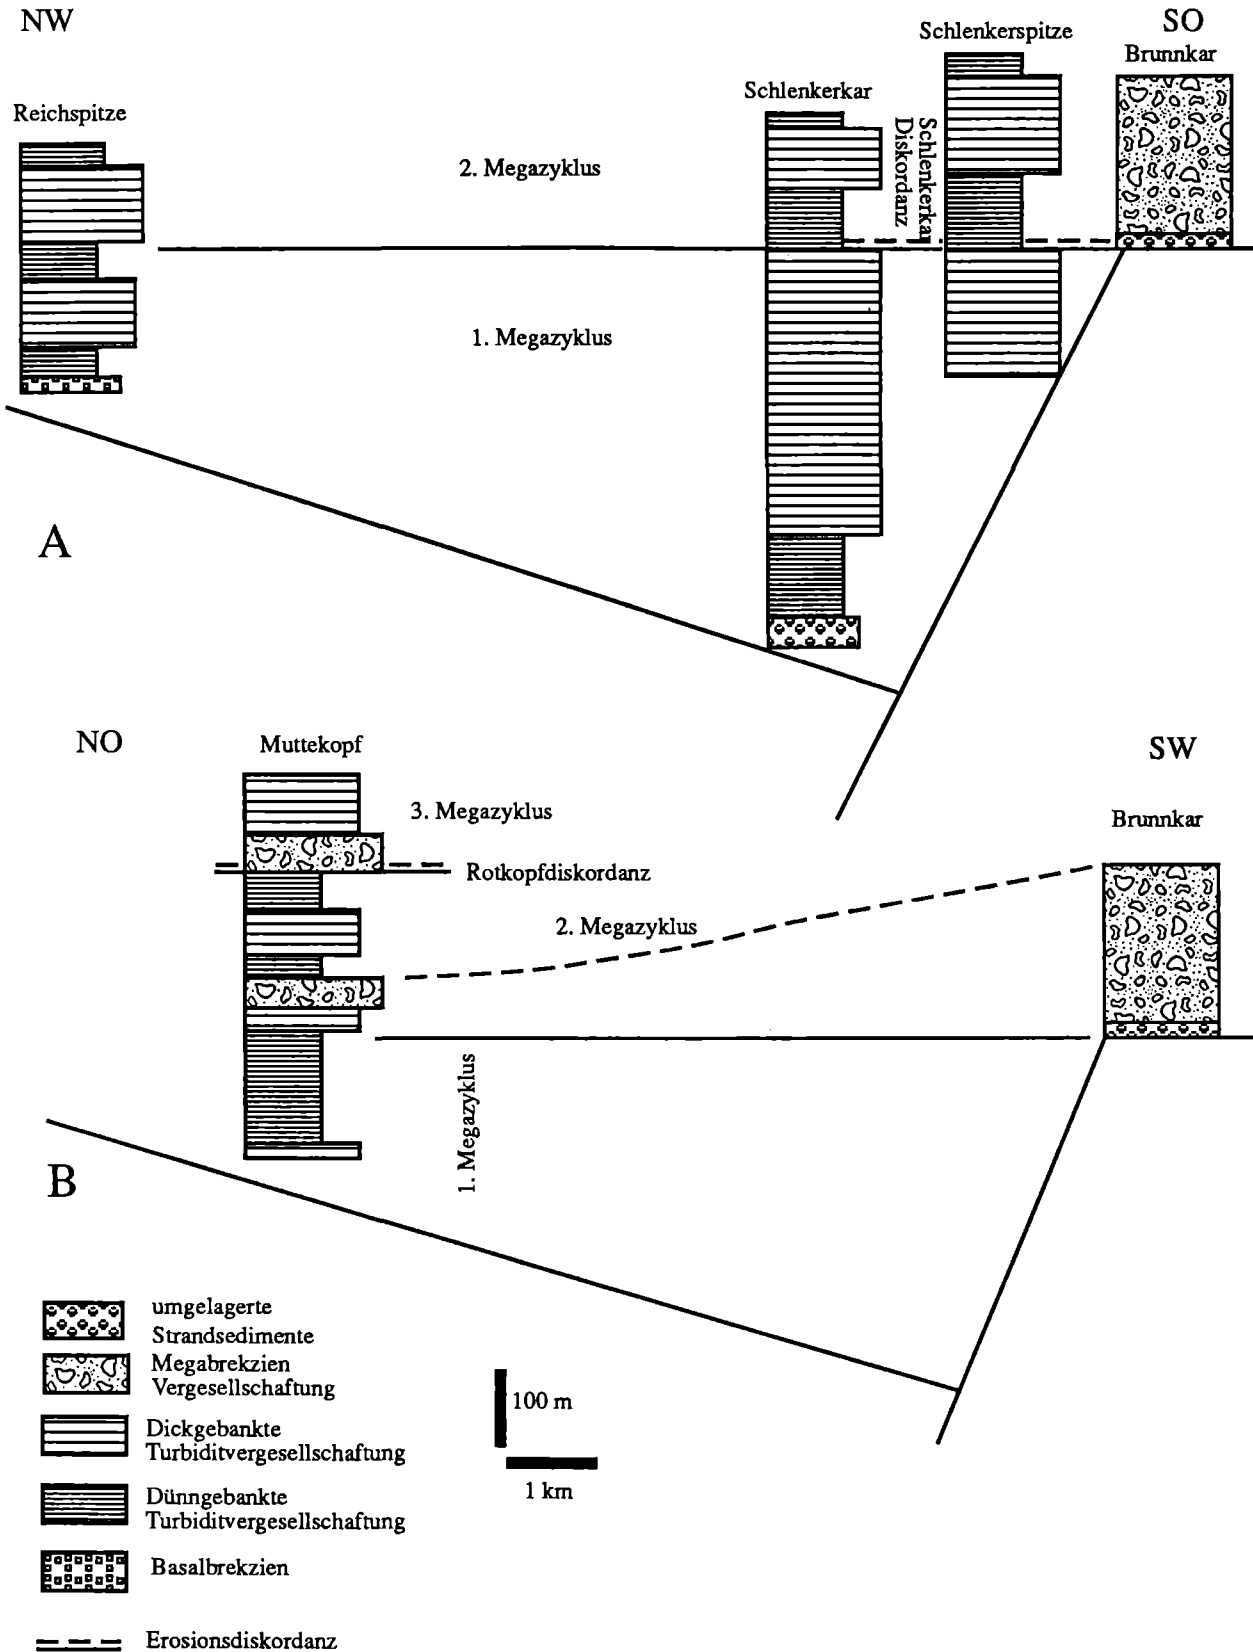 NW
SO
Schlenkerspitze
Brunnkar
Reichspitze
Schlenkerkar
Schlenkerkar
Diskordanz
2. Megazyklus
1. Megazyklus
A
NO
Muttekopf
SW
3. Megazyklus
Brunnkar
Rotkopfdiskordanz
2. Megazyklus
1. Megazyklus
B
umgelagerte
Strandsedimente
Megabrekzien
Vergesellschaftung
Dickgebankte
Turbiditvergesellschaftung
Dünngebankte
Turbiditvergesellschaftung
Basalbrekzien
Erosionsdiskordanz
100 m
1 km